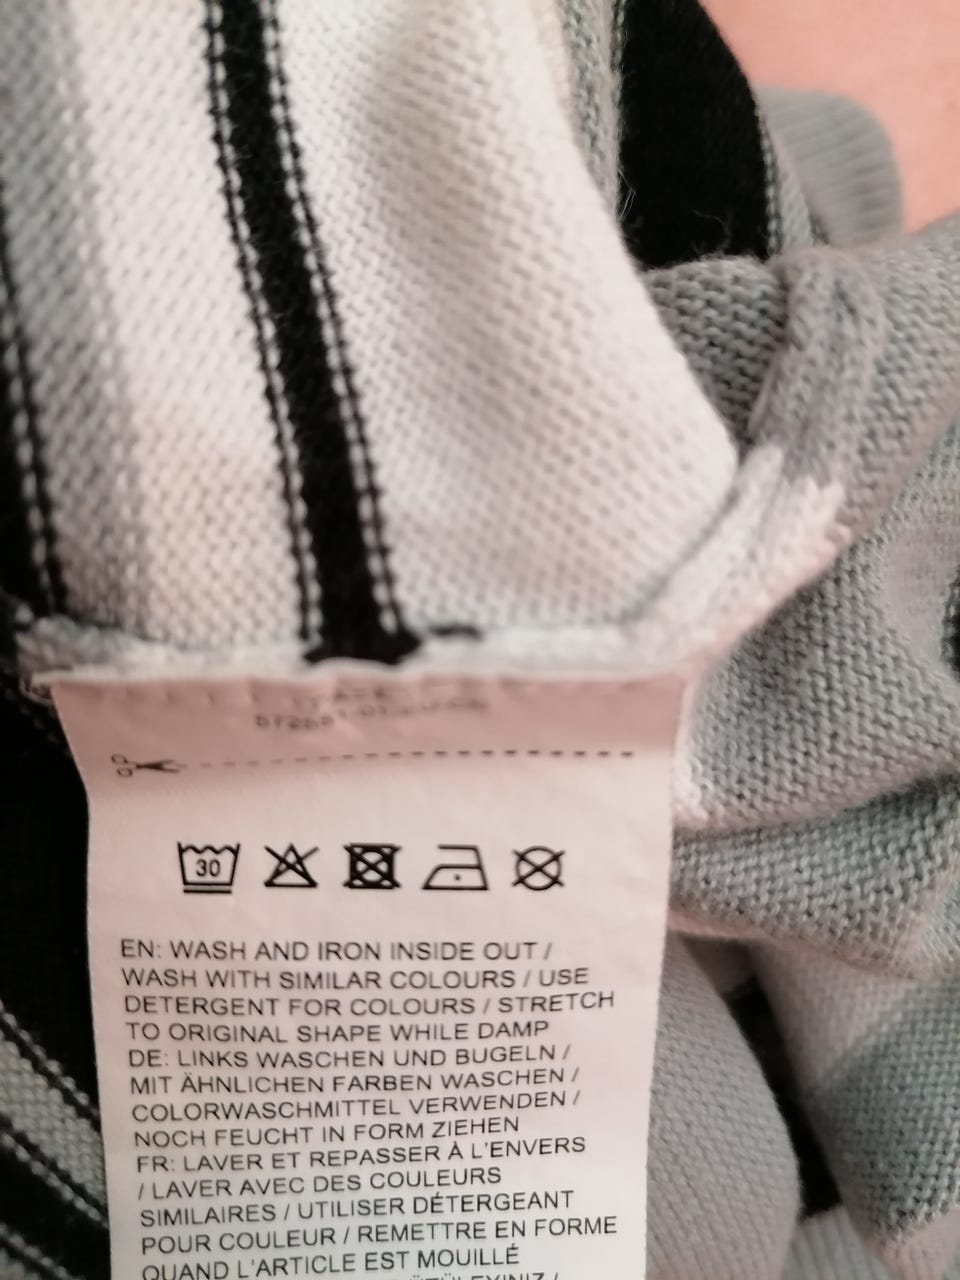 30
EN: WASH AND IRON INSIDE OUT /
WASH WITH SIMILAR COLOURS / USE
DETERGENT FOR COLOURS / STRETCH
TO ORIGINAL SHAPE WHILE DAMP
DE: LINKS WASCHEN UND BUGELN /
MIT ÄHNLICHEN FARBEN WASCHEN /
COLORWASCHMITTEL VERWENDEN /
NOCH FEUCHT IN FORM ZIEHEN
FR: LAVER ET REPASSER À L'ENVERS
/ LAVER AVEC DES COULEURS
SIMILAIRES / UTILISER DÉTERGEANT
POUR COULEUR / REMETTRE EN FORME
QUAND L'ARTICLE EST MOUILLÉ